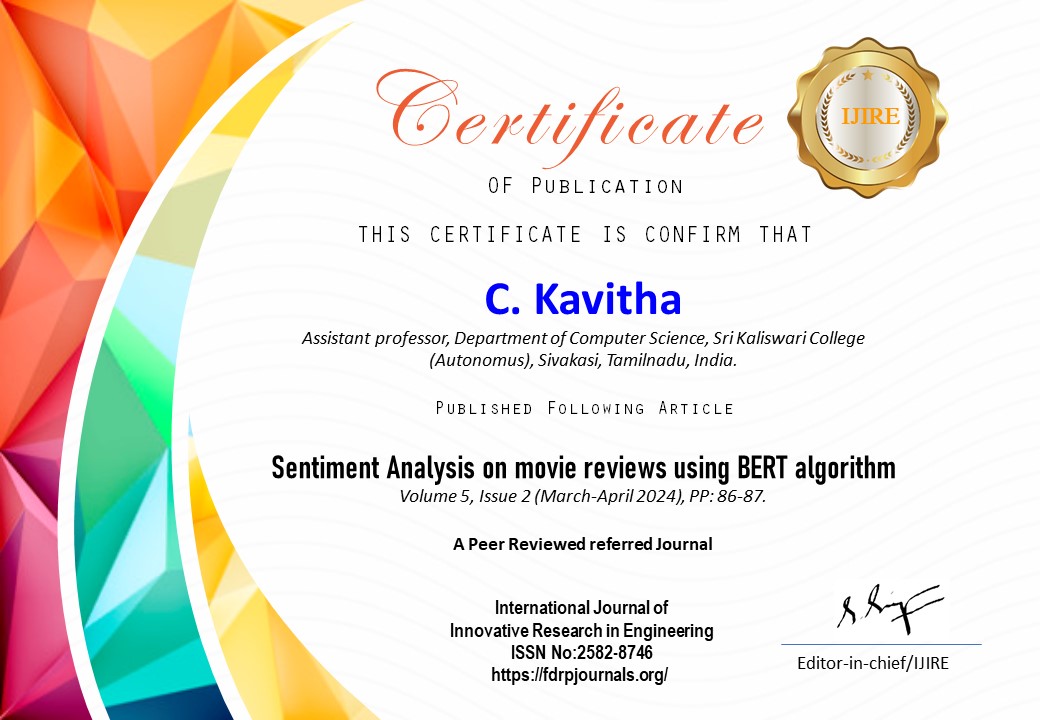 Certificate
IJIRE
OF PUBLICATION
THIS CERTIFICATE IS CONFIRM THAT
C. Kavitha
Assistant professor, Department of Computer Science, Sri Kaliswari College
(Autonomus), Sivakasi, Tamilnadu, India.
PUBLISHED FOLLOWING ARTICLE
Sentiment Analysis on movie reviews using BERT algorithm
Volume 5, Issue 2 (March-April 2024), PP: 86-87.
A Peer Reviewed referred Journal
International Journal of
Innovative Research in Engineering
ISSN No:2582-8746
https://fdrpjournals.org/
Editor-in-chief/IJIRE